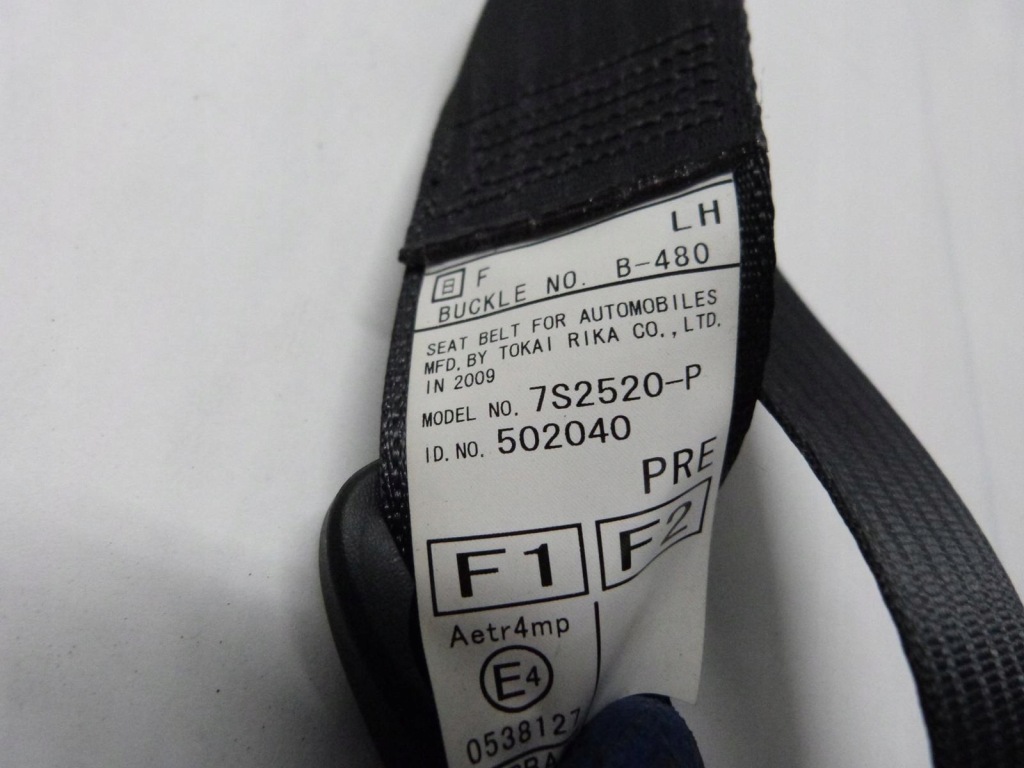 LH
日 F
BUCKLE NO. B-480
SEAT BELT FOR AUTOMOBILES
MFD. BY TOKAI RIKA CO., LTD.
IN 2009
MODEL NO. 7S2520-P
ID. NO. 502040
PRE
F1 F2
Aetr4mp
E4
0538127